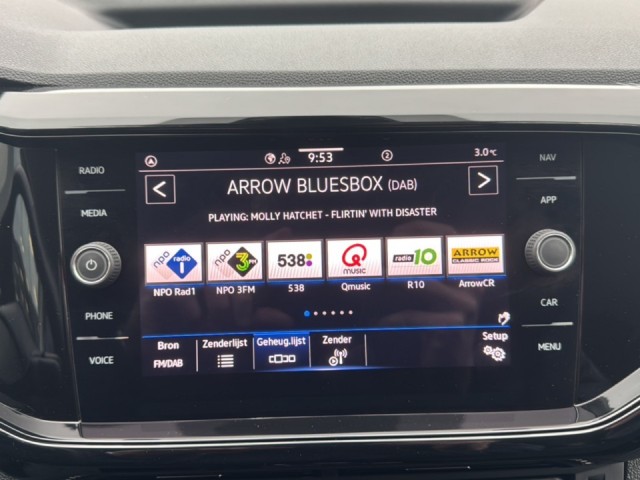 RADIO
MEDIA
PHONE
VOICE
A
9:53
2
3.0°C
< ARROW BLUESBOX (DAB) >
PLAYING: MOLLY HATCHET - FLIRTIN' WITH DISASTER
npo radio 1
npo 3FM
538
Q music
radio 10
ARROW
CLASSIC ROCK
NPO Rad1 NPO 3FM 538 Qmusic R10 ArrowCR
Bron
FM/DAB
Zenderlijst
Geheug.lijst
Zender
Setup
NAV
APP
CAR
MENU